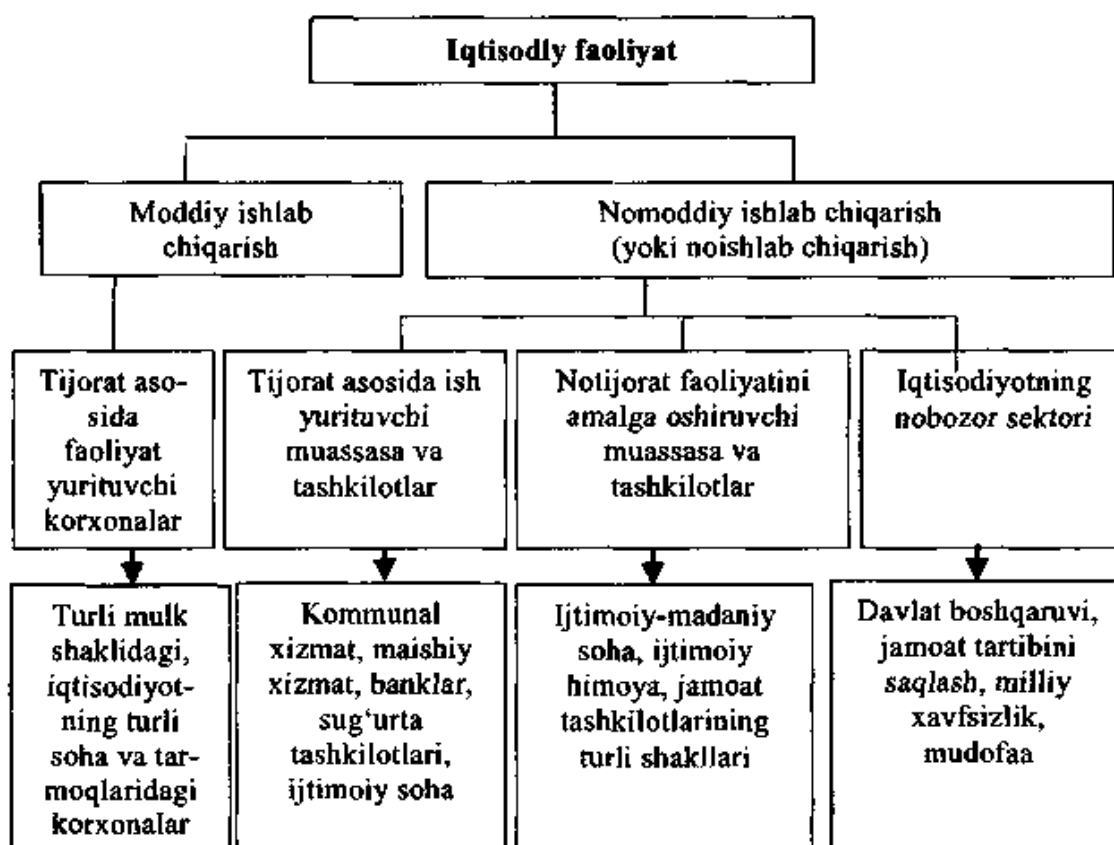 Iqtisodly faoliyat
Moddiy ishlab
chiqarish
Nomoddiy ishlab chiqarish
(yoki noishlab chiqarish)
Tijorat aso-
sida
faoliyat
yurituvchi
korxonalar
Tijorat asosida ish
yurituvchi
muassasa va
tashkilotlar
Notijorat faoliyatini
amalga oshiruvchi
muassasa va
tashkilotlar
Iqtisodiyotning
nobozor sektori
Turli mulk
shaklidagi,
iqtisodiyot-
ning turli
soha va tar-
moqlaridagi
korxonalar
Kommunal
xizmat, maishiy
xizmat, banklar,
sug‘urta
tashkilotlari,
ijtimoiy soha
Ijtimoiy-madaniy
soha, ijtimoiy
himoya, jamoat
tashkilotlarining
turli shakllari
Davlat boshqaruvi,
jamoat tartibini
saqlash, milliy
xavfsizlik,
mudofaa